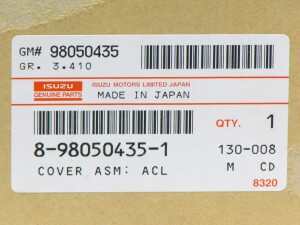 GM# 98050435
GR. 3.410
ISUZU
GENUINE PARTS
ISUZU MOTORS LIMITED JAPAN
MADE IN JAPAN
QTY. 1
8-98050435-1
130-008
COVER ASM; ACL
M CD
8320